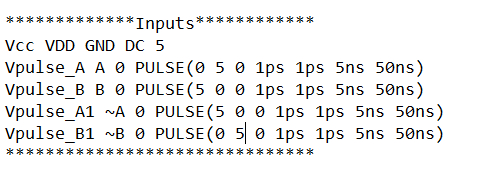 *************Inputs************
Vcc VDD GND DC 5
Vpulse_A A 0 PULSE(0 5 0 1ps 1ps 5ns 50ns)
Vpulse_B B 0 PULSE(5 0 0 1ps 1ps 5ns 50ns)
Vpulse_A1 ~A 0 PULSE(5 0 0 1ps 1ps 5ns 50ns)
Vpulse_B1 ~B 0 PULSE(0 5 0 1ps 1ps 5ns 50ns)
*******************************